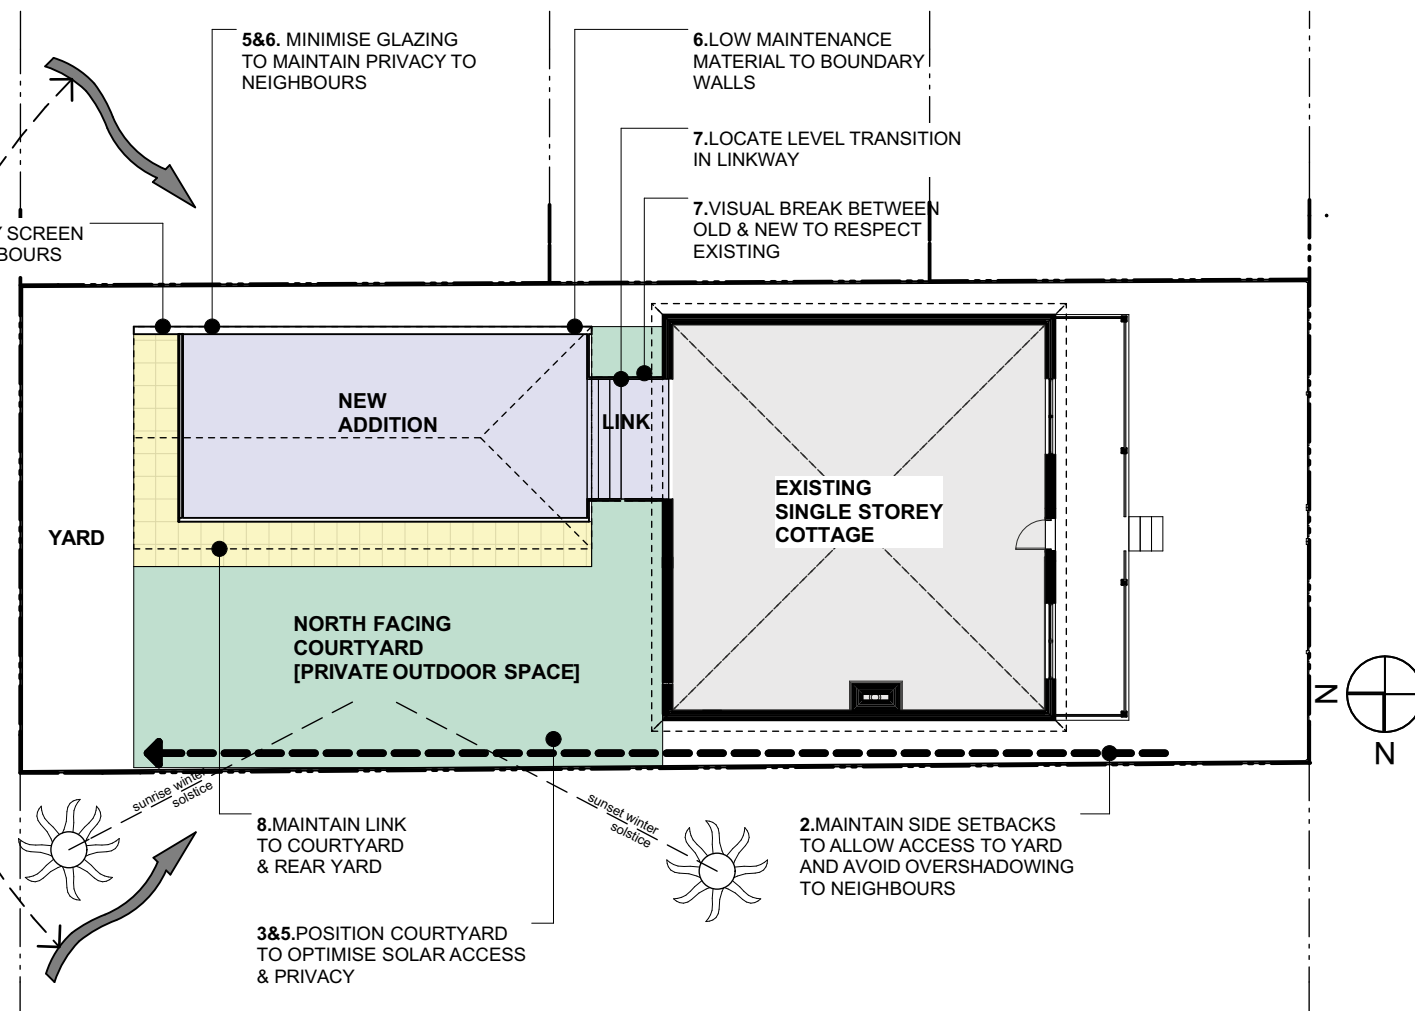 5&6. MINIMISE GLAZING
TO MAINTAIN PRIVACY TO
NEIGHBOURS
6.LOW MAINTENANCE
MATERIAL TO BOUNDARY
WALLS
7.LOCATE LEVEL TRANSITION
IN LINKWAY
7.VISUAL BREAK BETWEEN
OLD & NEW TO RESPECT
EXISTING
SCREEN
NEW
ADDITION
LINK
EXISTING
SINGLE STOREY
COTTAGE
YARD
NORTH FACING
COURTYARD
[PRIVATE OUTDOOR SPACE]
N
N
sunrise winter
solstice
sunset winter
solstice
8.MAINTAIN LINK
TO COURTYARD
& REAR YARD
2.MAINTAIN SIDE SETBACKS
TO ALLOW ACCESS TO YARD
AND AVOID OVERSHADOWING
TO NEIGHBOURS
3&5.POSITION COURTYARD
TO OPTIMISE SOLAR ACCESS
& PRIVACY